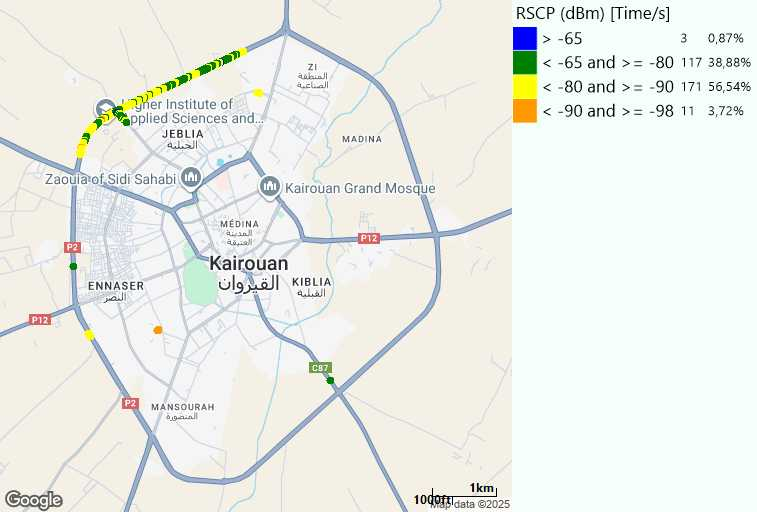 RSCP (dBm) [Time/s]
> -65 3 0,87%
< -65 and >= -80 117 38,88%
< -80 and >= -90 171 56,54%
< -90 and >= -98 11 3,72%
ZI
المنطقة
الصناعية
Higher Institute of
Applied Sciences and...
JEBLIA
الجبلية
MADINA
Zaouia of Sidi Sahabi
Kairouan Grand Mosque
MÉDINA
المدينة
العتيقة
P12
P2
Kairouan
القيروان
ENNASER
النصر
KIBLIA
القبلية
P12
C87
P2
MANSOURAH
المنصورة
1km
1000ft
Google
Map data ©2025